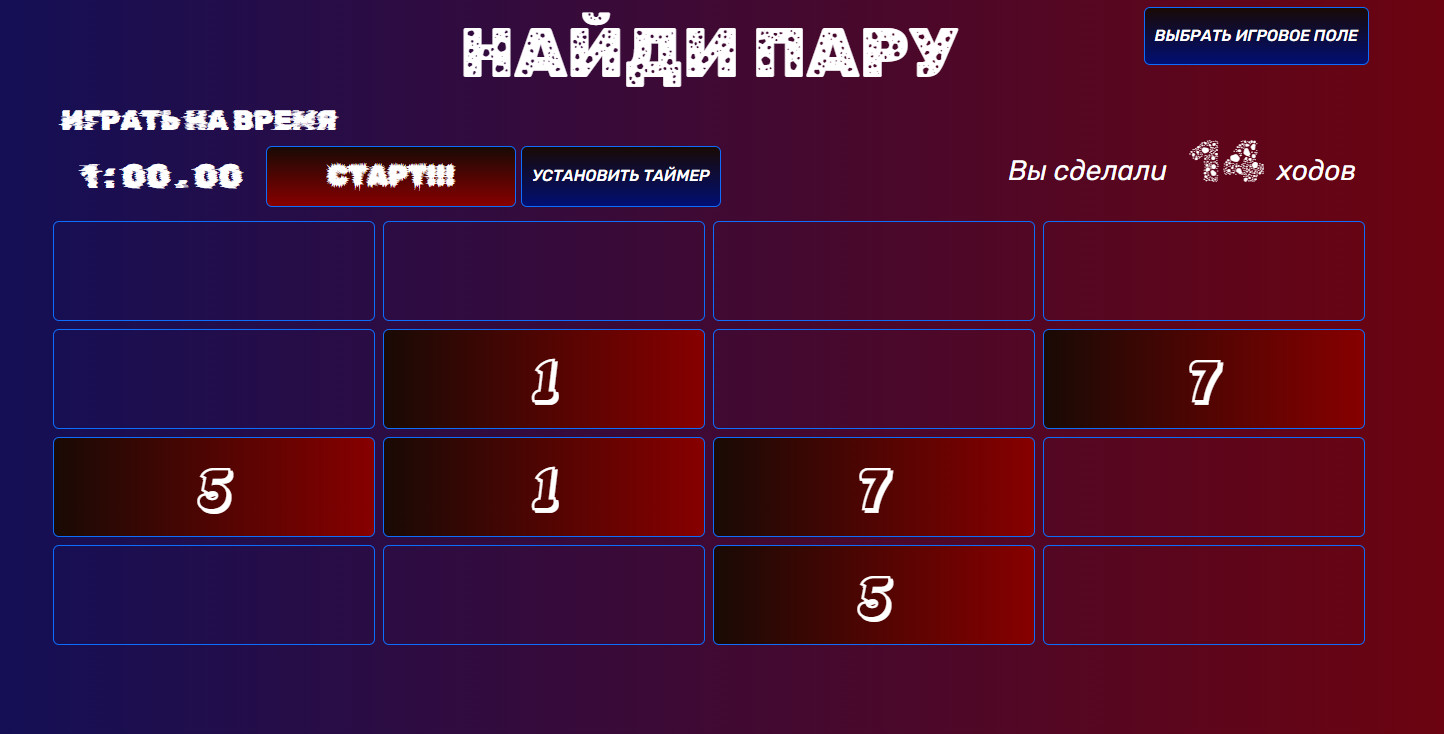 НАЙДИ ПАРУ
ВЫБРАТЬ ИГРОВОЕ ПОЛЕ
ИГРАТЬ НА ВРЕМЯ
1:00.00 СТАРТ!!! УСТАНОВИТЬ ТАЙМЕР Вы сделали 14 ходов
1 7
5 1 7
5